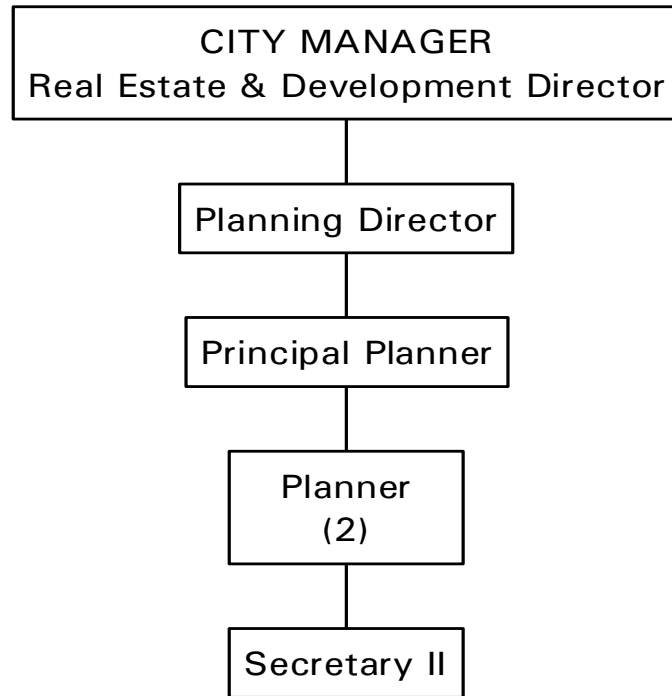 CITY MANAGER
Real Estate & Development Director
Planning Director
Principal Planner
Planner
(2)
Secretary II